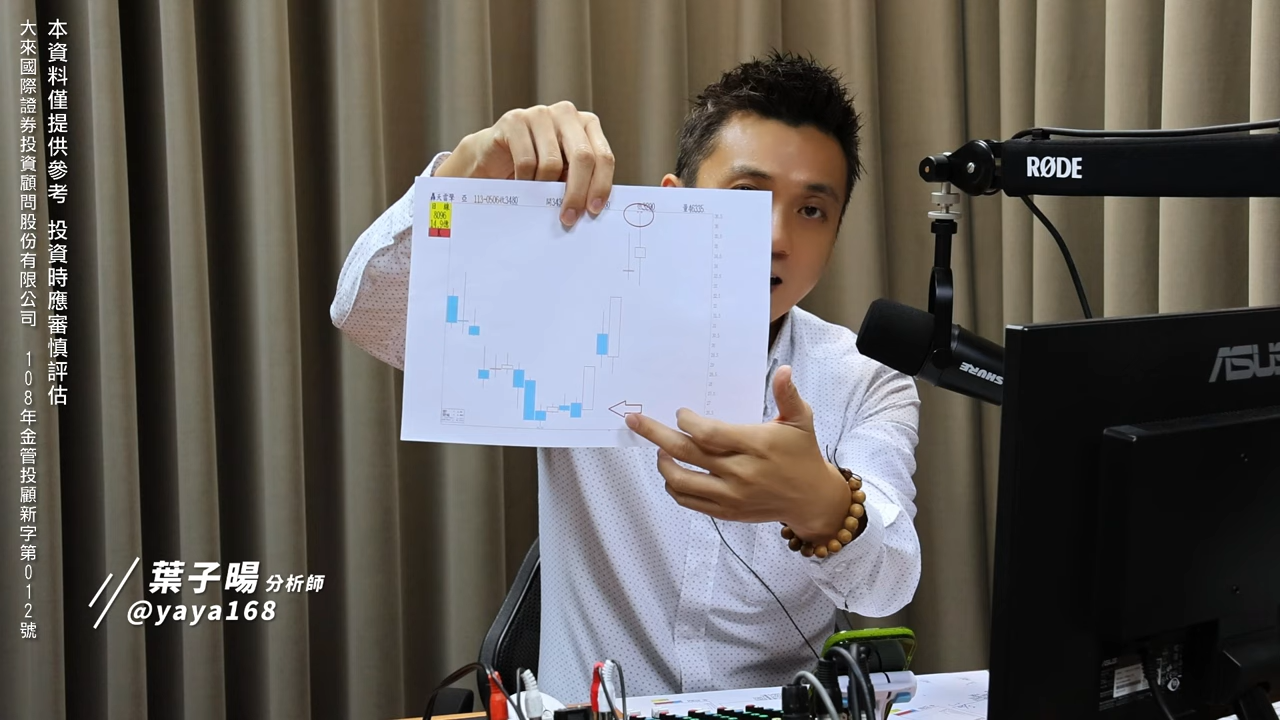 本資料僅提供參考 投資時應審慎評估
大來國際證券投資顧問股份有限公司 108年金管投顧新字第012號
日線
8096
葉子暘 分析師
@yaya168
RØDE
SHURE
ASUS